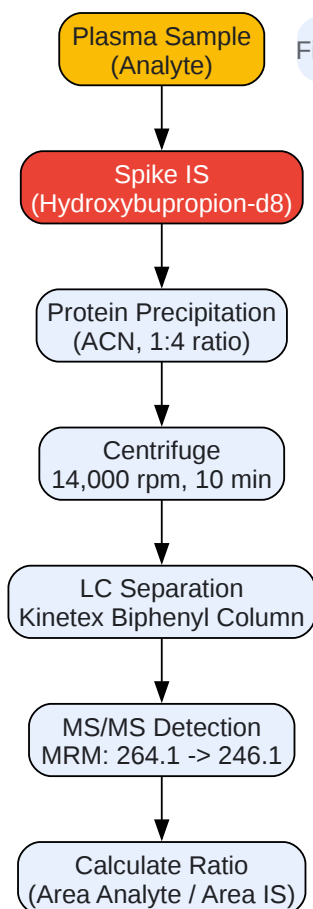 Plasma Sample
(Analyte)
Spike IS
(Hydroxybupropion-d8)
Protein Precipitation
(ACN, 1:4 ratio)
Centrifuge
14,000 rpm, 10 min
LC Separation
Kinetex Biphenyl Column
MS/MS Detection
MRM: 264.1 -> 246.1
Calculate Ratio
(Area Analyte / Area IS)